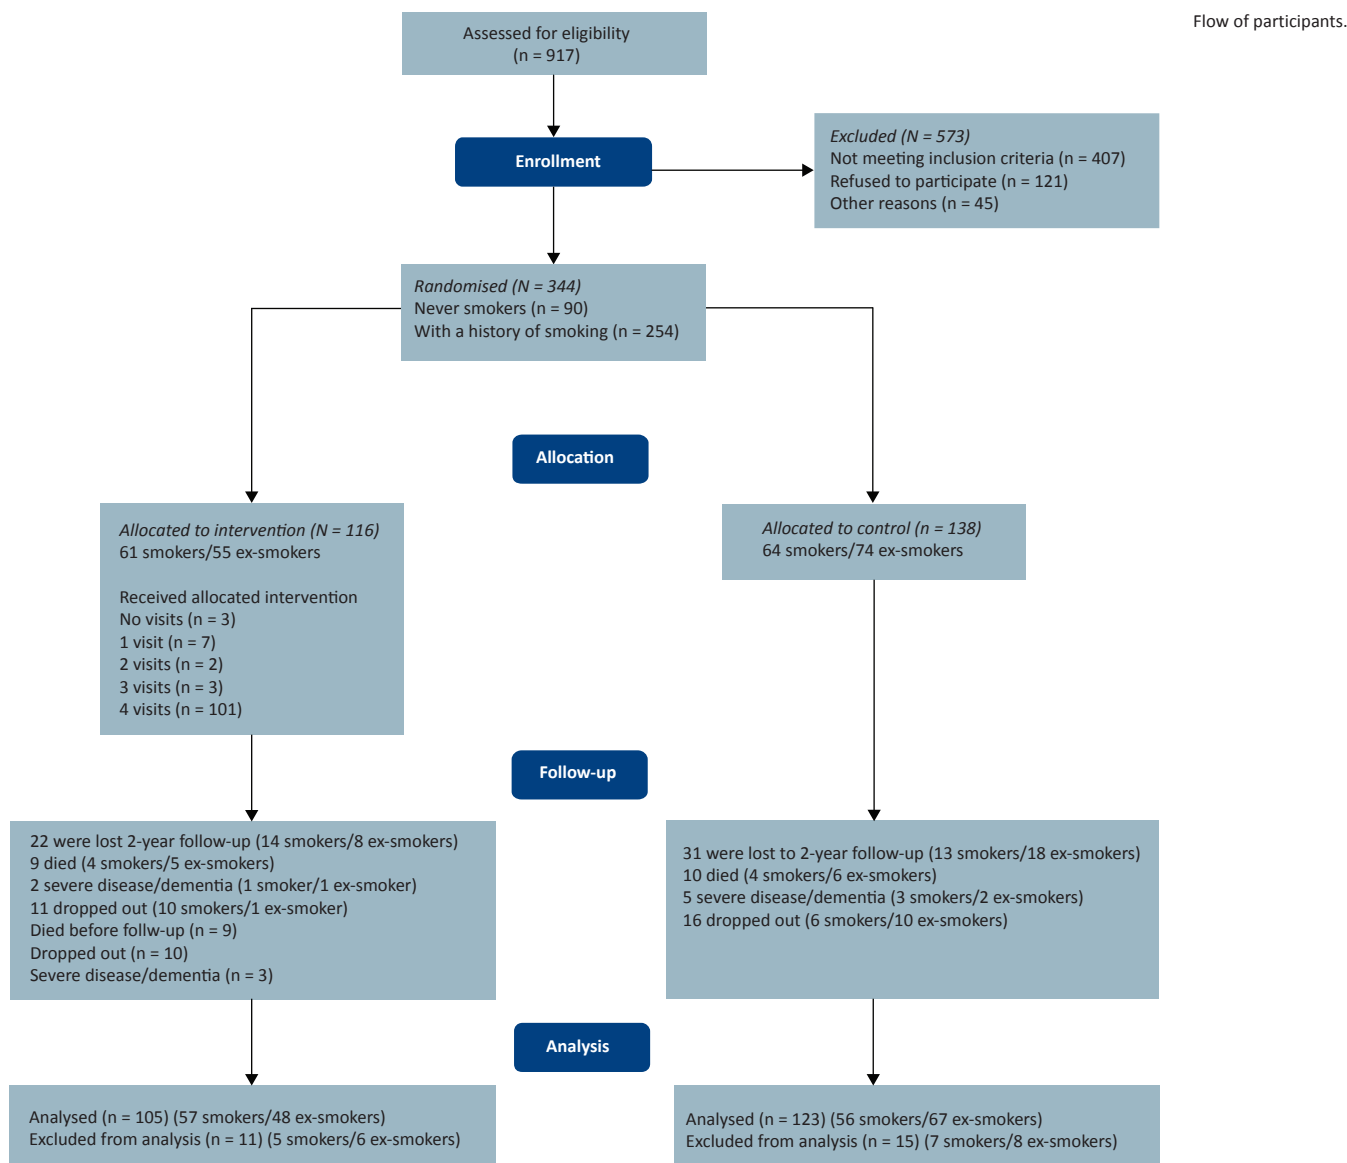 Flow of participants.
Assessed for eligibility
(n = 917)
Enrollment
Excluded (N = 573)
Not meeting inclusion criteria (n = 407)
Refused to participate (n = 121)
Other reasons (n = 45)
Randomised (N = 344)
Never smokers (n = 90)
With a history of smoking (n = 254)
Allocation
Allocated to intervention (N = 116)
61 smokers/55 ex-smokers
Received allocated intervention
No visits (n = 3)
1 visit (n = 7)
2 visits (n = 2)
3 visits (n = 3)
4 visits (n = 101)
Allocated to control (n = 138)
64 smokers/74 ex-smokers
Follow-up
22 were lost 2-year follow-up (14 smokers/8 ex-smokers)
9 died (4 smokers/5 ex-smokers)
2 severe disease/dementia (1 smoker/1 ex-smoker)
11 dropped out (10 smokers/1 ex-smoker)
Died before follw-up (n = 9)
Dropped out (n = 10)
Severe disease/dementia (n = 3)
31 were lost to 2-year follow-up (13 smokers/18 ex-smokers)
10 died (4 smokers/6 ex-smokers)
5 severe disease/dementia (3 smokers/2 ex-smokers)
16 dropped out (6 smokers/10 ex-smokers)
Analysis
Analysed (n = 105) (57 smokers/48 ex-smokers)
Excluded from analysis (n = 11) (5 smokers/6 ex-smokers)
Analysed (n = 123) (56 smokers/67 ex-smokers)
Excluded from analysis (n = 15) (7 smokers/8 ex-smokers)